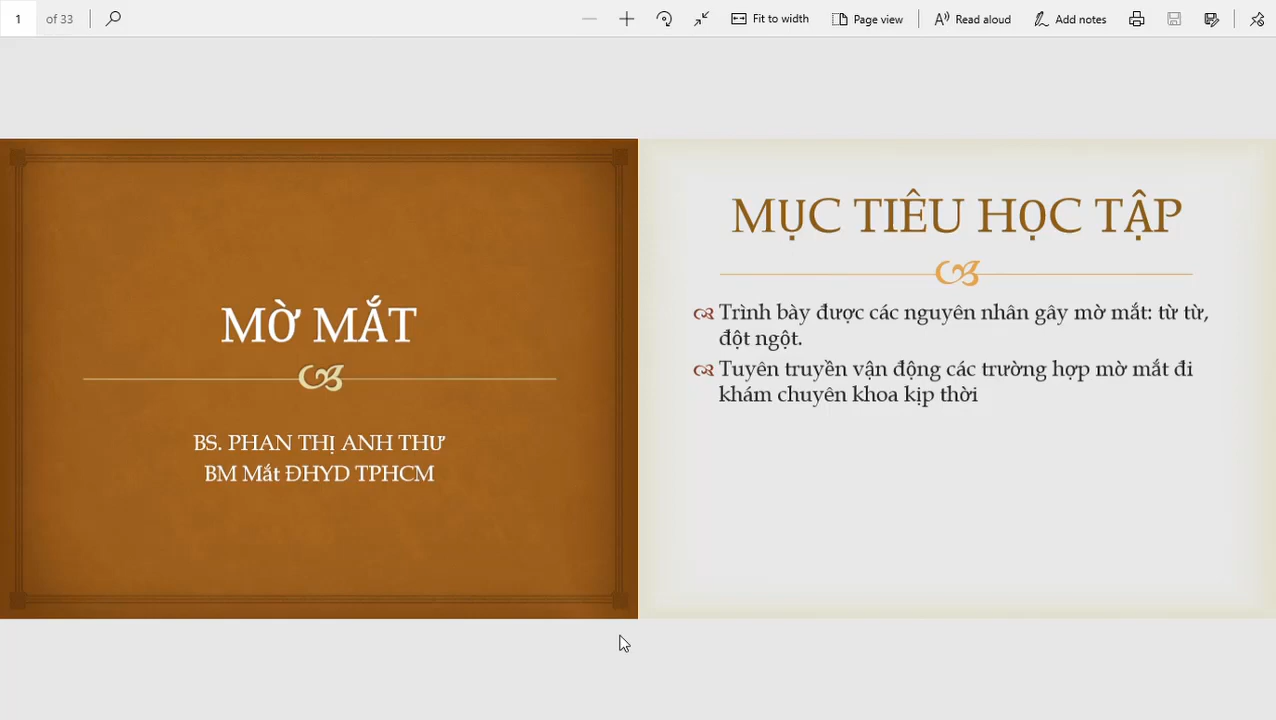 1 of 33 Fit to width Page view Read aloud Add notes
MỜ MẮT
BS. PHAN THỊ ANH THƯ
BM Mắt ĐHYD TPHCM
MỤC TIÊU HỌC TẬP
Trình bày được các nguyên nhân gây mờ mắt: từ từ,
đột ngột.
Tuyên truyền vận động các trường hợp mờ mắt đi
khám chuyên khoa kịp thời